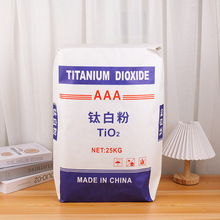 TITANIUM DIOXIDE
AAA
钛白粉
TiO₂
NET:25KG
MADE IN CHINA